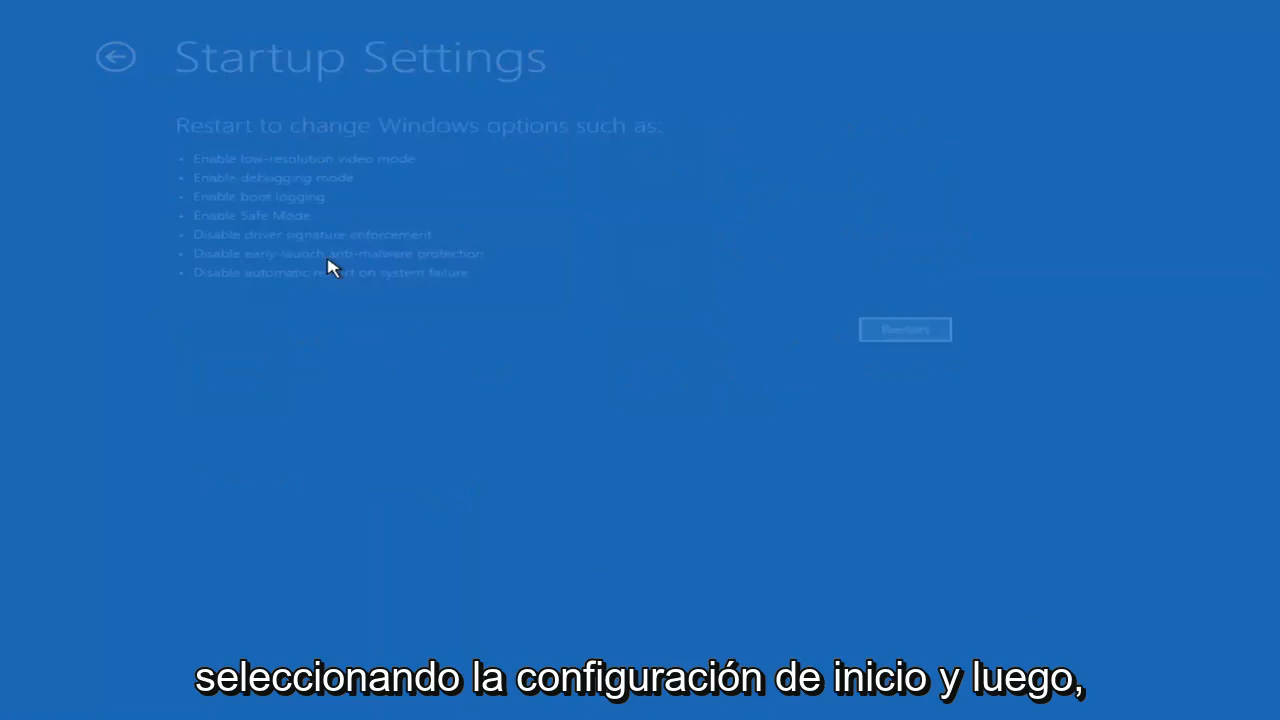 Startup Settings
Restart to change Windows options such as:
• Enable low-resolution video mode
• Enable debugging mode
• Enable boot logging
• Enable Safe Mode
• Disable driver signature enforcement
• Disable early-launch anti-malware protection
• Disable automatic restart on system failure
Restart
seleccionando la configuración de inicio y luego,